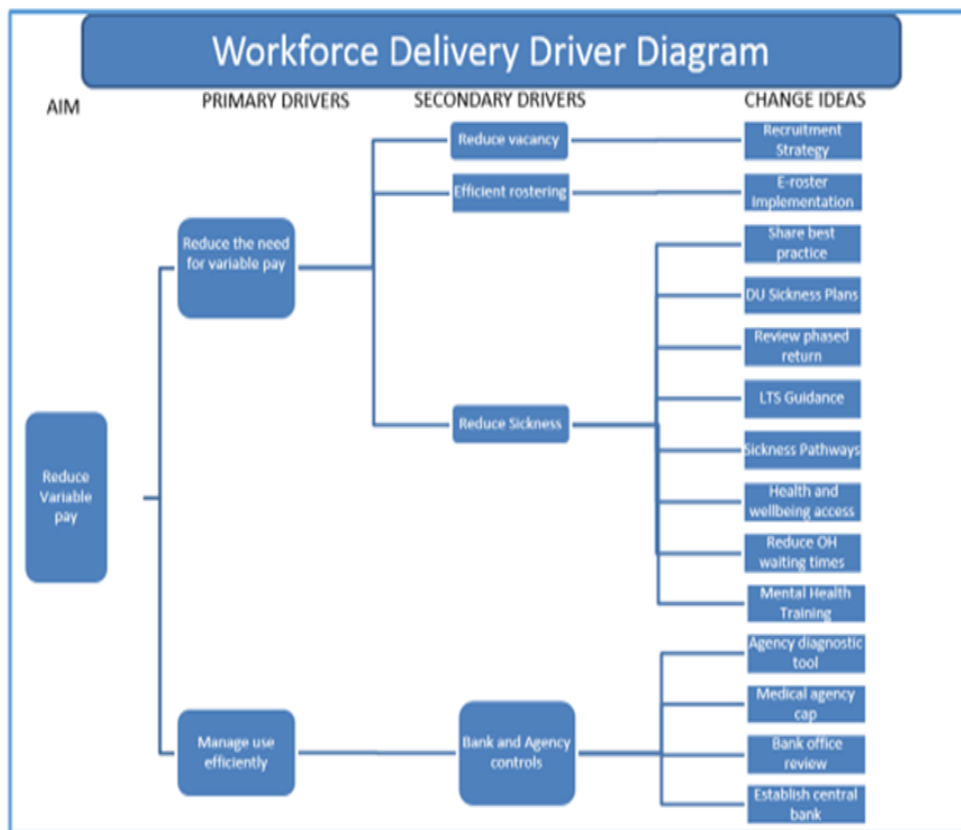 Workforce Delivery Driver Diagram
AIM
PRIMARY DRIVERS
SECONDARY DRIVERS
CHANGE IDEAS
Reduce
Variable
pay
Reduce the need
for variable pay
Manage use
efficiently
Reduce vacancy
Efficient rostering
Reduce Sickness
Bank and Agency
controls
Recruitment
Strategy
E-roster
Implementation
Share best
practice
DU Sickness Plans
Review phased
return
LTS Guidance
Sickness Pathways
Health and
wellbeing access
Reduce OH
waiting times
Mental Health
Training
Agency diagnostic
tool
Medical agency
cap
Bank office
review
Establish central
bank